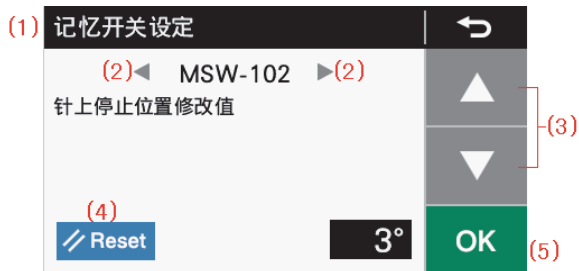 (1) 记忆开关设定
(2) MSW-102 (2)
针上停止位置修改值
(3)
(4)
Reset 3° OK (5)